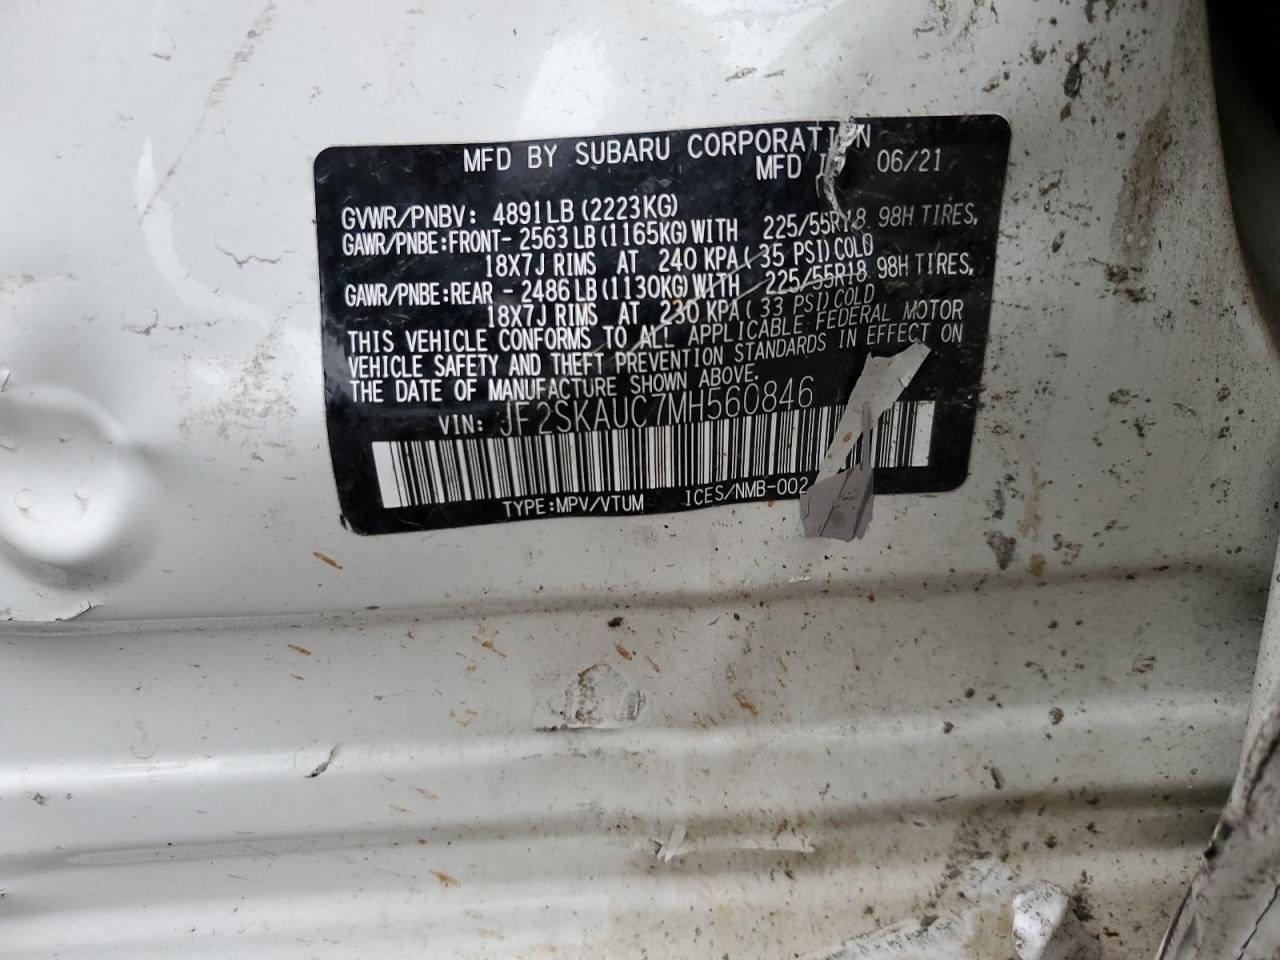 MFD BY SUBARU CORPORATION
MFD 06/21
GVWR/PNBV: 4891LB (2223KG)
GAWR/PNBE:FRONT- 2563LB (1165KG) WITH 225/55R18 98H TIRES,
18X7J RIMS AT 240 KPA ( 35 PSI) COLD
GAWR/PNBE:REAR - 2486LB (1130KG) WITH 225/55R18 98H TIRES,
18X7J RIMS AT 230 KPA ( 33 PSI) COLD
THIS VEHICLE CONFORMS TO ALL APPLICABLE FEDERAL MOTOR
VEHICLE SAFETY AND THEFT PREVENTION STANDARDS IN EFFECT ON
THE DATE OF MANUFACTURE SHOWN ABOVE.
VIN: JF2SKAUC7MH560846
TYPE:MPV/VTUM ICES/NMB-002